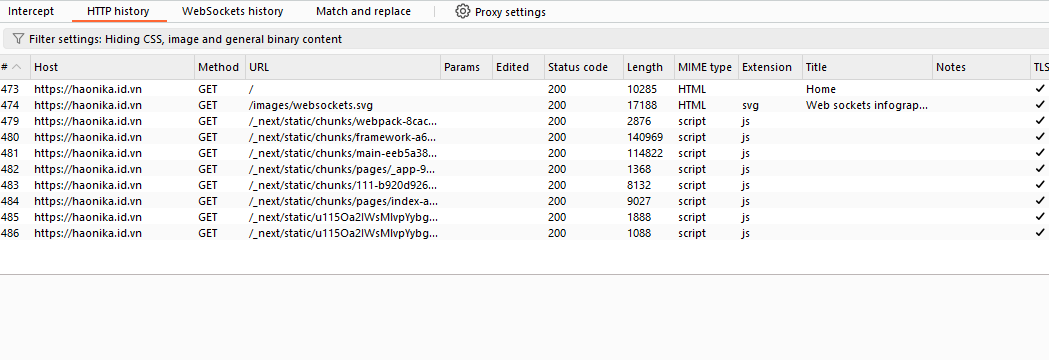 Intercept HTTP history WebSockets history Match and replace Proxy settings
Filter settings: Hiding CSS, image and general binary content
# Host Method URL Params Edited Status code Length MIME type Extension Title Notes TLS
473 https://haonika.id.vn GET / 200 10285 HTML Home ✓
474 https://haonika.id.vn GET /images/websockets.svg 200 17188 HTML svg Web sockets infograp... ✓
479 https://haonika.id.vn GET /_next/static/chunks/webpack-8cac... 200 2876 script js ✓
480 https://haonika.id.vn GET /_next/static/chunks/framework-a6... 200 140969 script js ✓
481 https://haonika.id.vn GET /_next/static/chunks/main-eeb5a38... 200 114822 script js ✓
482 https://haonika.id.vn GET /_next/static/chunks/pages/_app-9... 200 1368 script js ✓
483 https://haonika.id.vn GET /_next/static/chunks/111-b920d926... 200 8132 script js ✓
484 https://haonika.id.vn GET /_next/static/chunks/pages/index-a... 200 9027 script js ✓
485 https://haonika.id.vn GET /_next/static/u115Oa2lWsMlvpYybg... 200 1888 script js ✓
486 https://haonika.id.vn GET /_next/static/u115Oa2lWsMlvpYybg... 200 1088 script js ✓